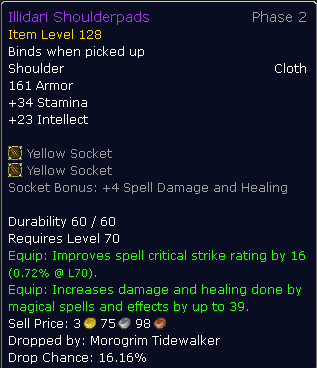 Illidari Shoulderpads Phase 2
Item Level 128
Binds when picked up
Shoulder Cloth
161 Armor
+34 Stamina
+23 Intellect
Yellow Socket
Yellow Socket
Socket Bonus: +4 Spell Damage and Healing
Durability 60 / 60
Requires Level 70
Equip: Improves spell critical strike rating by 16
(0.72% @ L70).
Equip: Increases damage and healing done by
magical spells and effects by up to 39.
Sell Price: 3 75 98
Dropped by: Morogrim Tidewalker
Drop Chance: 16.16%